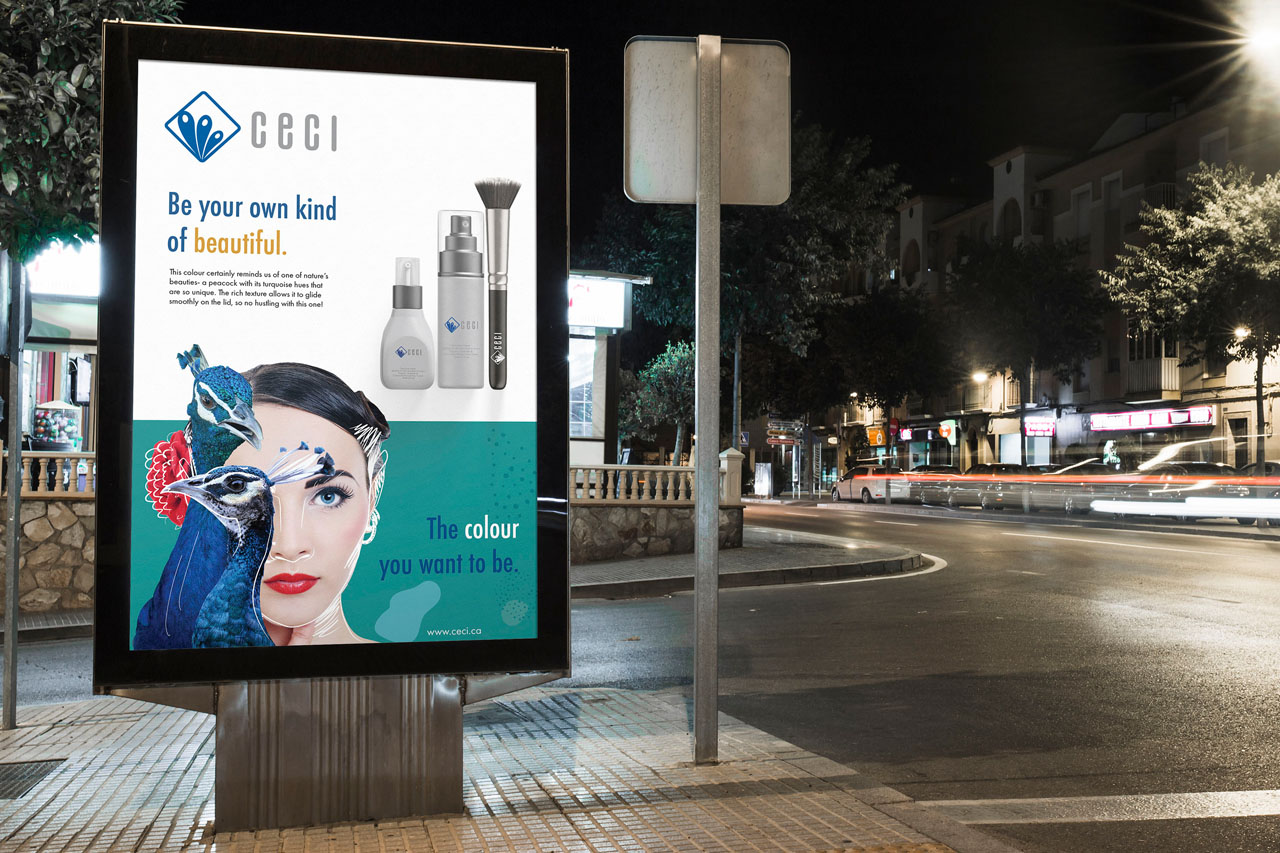 ceci
Be your own kind
of beautiful.
This colour certainly reminds us of one of nature's
beauties- a peacock with its turquoise hues that
are so unique. The rich texture allows it to glide
smoothly on the lid, so no hustling with this one!
ceci
ceci
ceci
The colour
you want to be.
www.ceci.ca